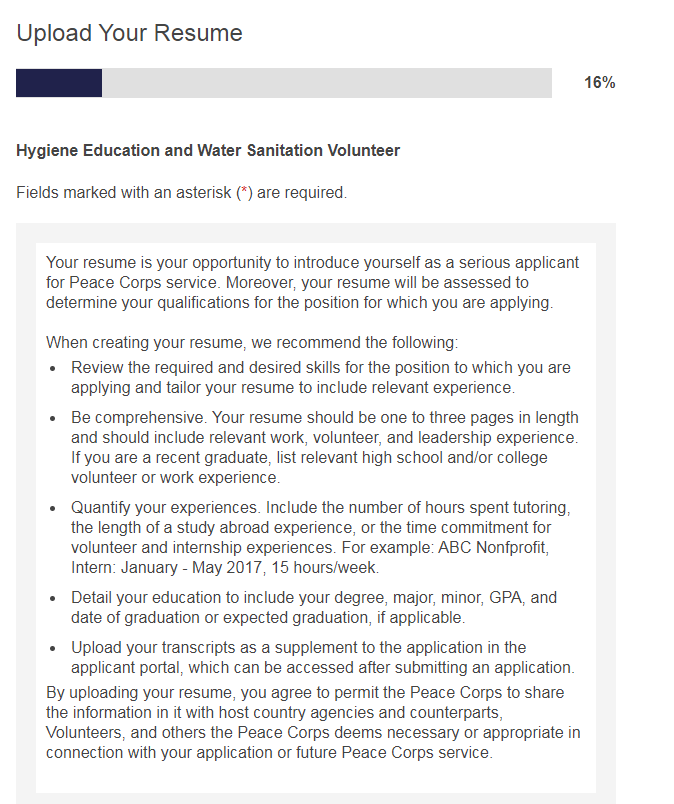 Upload Your Resume
16%
Hygiene Education and Water Sanitation Volunteer
Fields marked with an asterisk (*) are required.
Your resume is your opportunity to introduce yourself as a serious applicant
for Peace Corps service. Moreover, your resume will be assessed to
determine your qualifications for the position for which you are applying.
When creating your resume, we recommend the following:
• Review the required and desired skills for the position to which you are
applying and tailor your resume to include relevant experience.
• Be comprehensive. Your resume should be one to three pages in length
and should include relevant work, volunteer, and leadership experience.
If you are a recent graduate, list relevant high school and/or college
volunteer or work experience.
• Quantify your experiences. Include the number of hours spent tutoring,
the length of a study abroad experience, or the time commitment for
volunteer and internship experiences. For example: ABC Nonfprofit,
Intern: January - May 2017, 15 hours/week.
• Detail your education to include your degree, major, minor, GPA, and
date of graduation or expected graduation, if applicable.
• Upload your transcripts as a supplement to the application in the
applicant portal, which can be accessed after submitting an application.
By uploading your resume, you agree to permit the Peace Corps to share
the information in it with host country agencies and counterparts,
Volunteers, and others the Peace Corps deems necessary or appropriate in
connection with your application or future Peace Corps service.